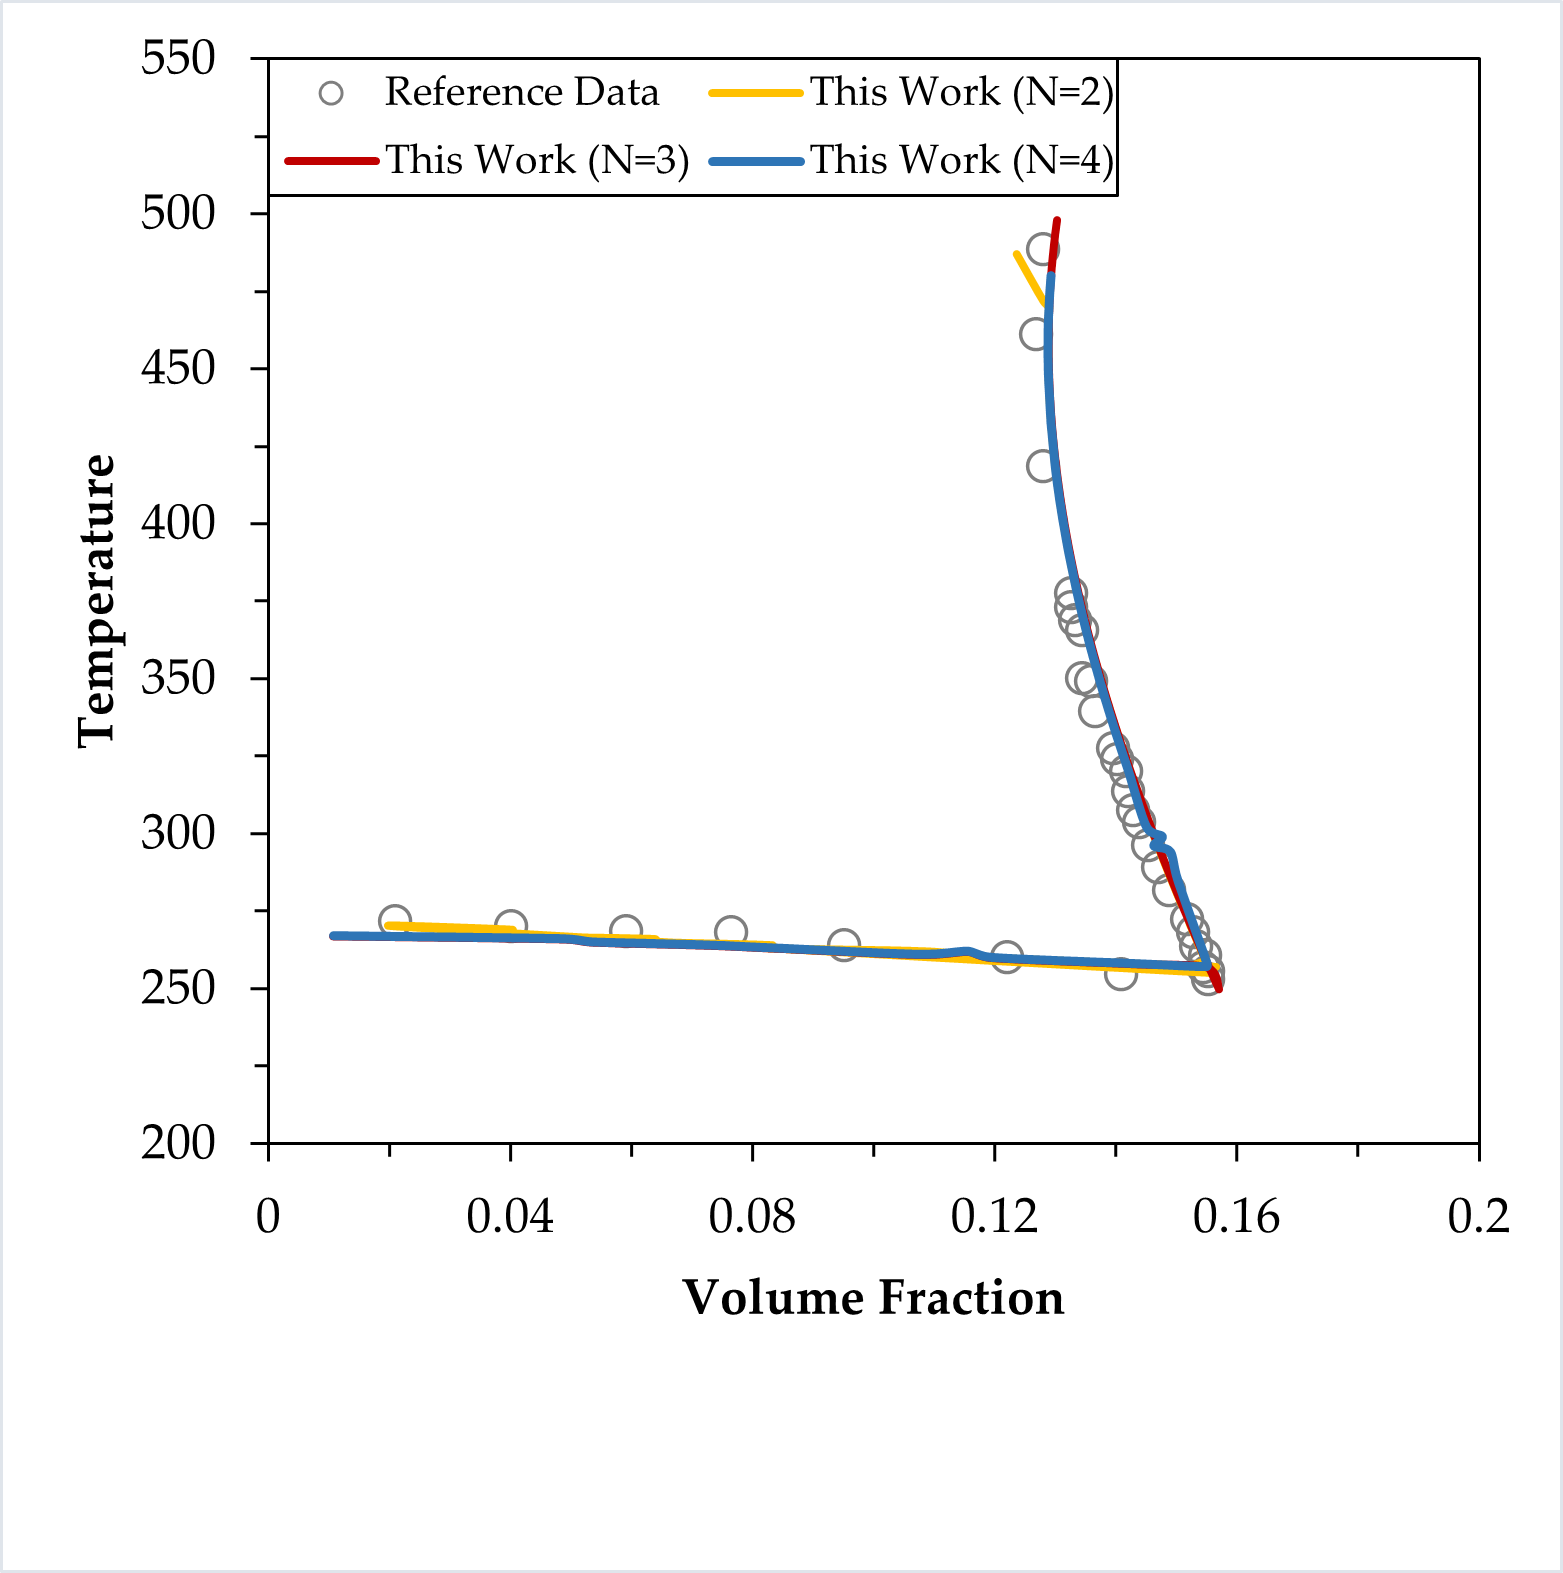 550
Reference Data
This Work (N=2)
This Work (N=3)
This Work (N=4)
500
450
400
350
300
250
200
Temperature
0
0.04
0.08
0.12
0.16
0.2
Volume Fraction